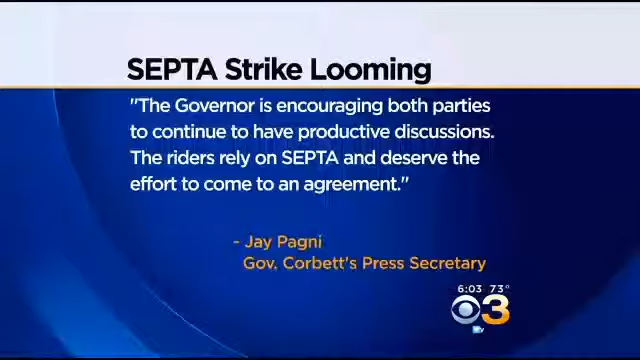 SEPTA Strike Looming
"The Governor is encouraging both parties
to continue to have productive discussions.
The riders rely on SEPTA and deserve the
effort to come to an agreement."
- Jay Pagni
Gov. Corbett's Press Secretary
6:03 73°
3